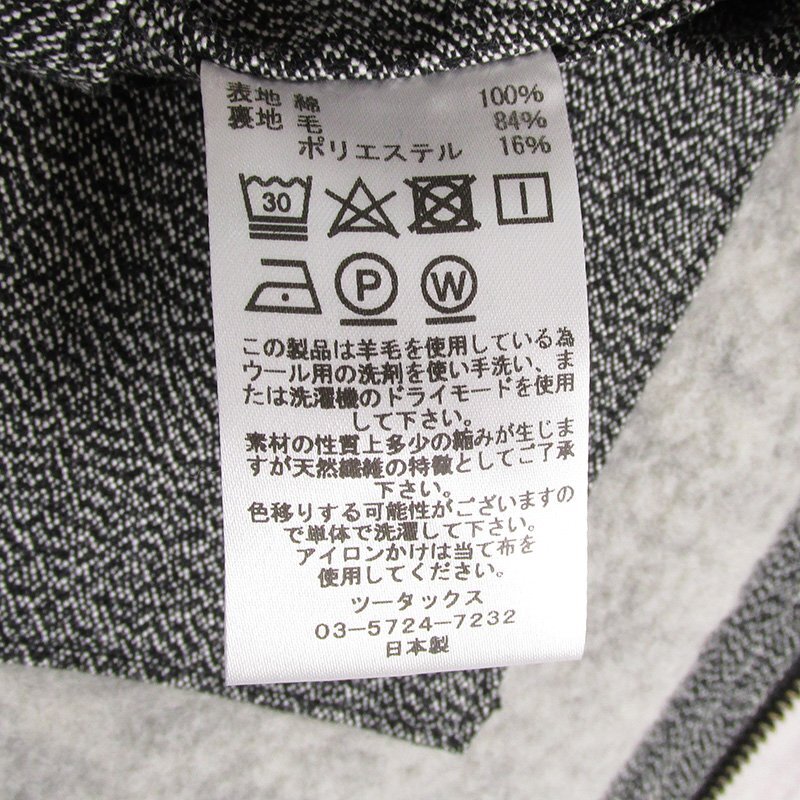 表地 綿 100%
裏地 毛 84%
ポリエステル 16%
30
P W
この製品は羊毛を使用している為
ウール用の洗剤を使い手洗い、ま
たは洗濯機のドライモードを使用
して下さい。
素材の性質上多少の縮みが生じま
すが天然繊維の特徴としてご了承
下さい。
色移りする可能性がございますの
で単体で洗濯して下さい。
アイロンかけは当て布を
使用してください。
ツータックス
03-5724-7232
日本製